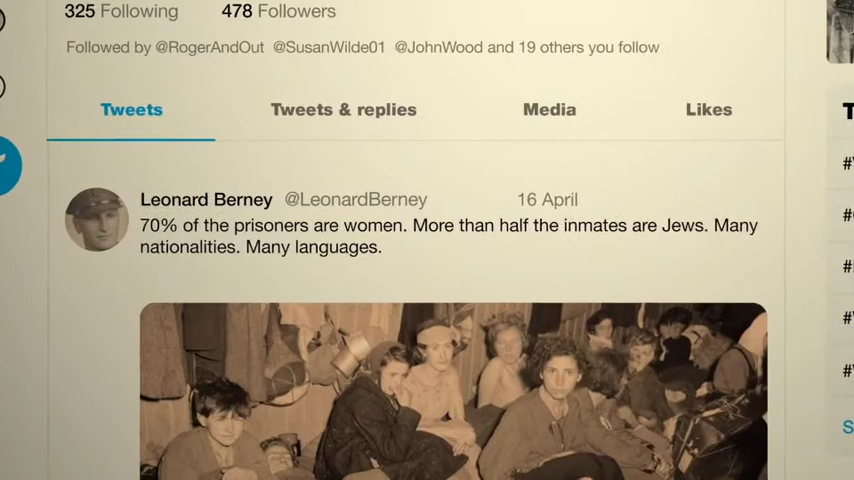 325 Following 478 Followers
Followed by @RogerAndOut @SusanWilde01 @JohnWood and 19 others you follow
Tweets Tweets & replies Media Likes
Leonard Berney @LeonardBerney 16 April
70% of the prisoners are women. More than half the inmates are Jews. Many
nationalities. Many languages.